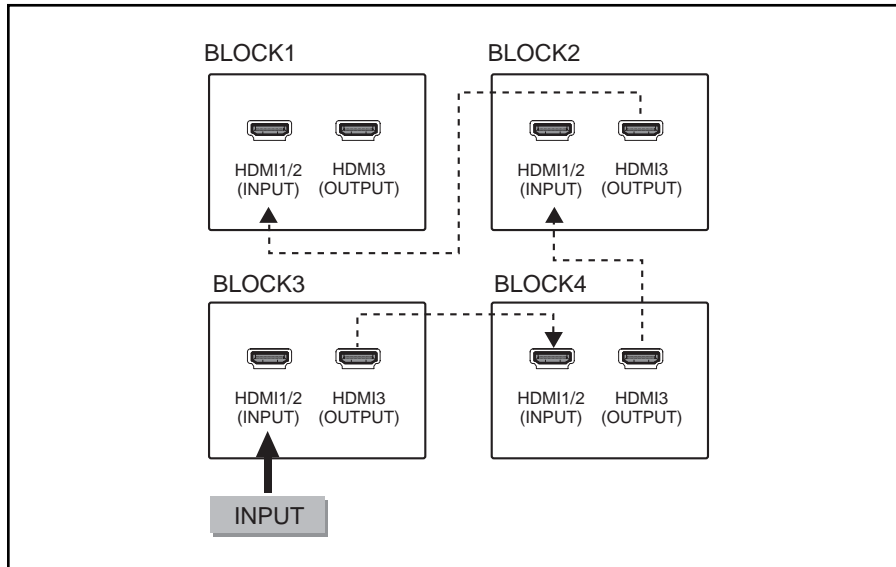 BLOCK1
BLOCK2
HDMI1/2
(INPUT)
HDMI3
(OUTPUT)
HDMI1/2
(INPUT)
HDMI3
(OUTPUT)
BLOCK3
BLOCK4
HDMI1/2
(INPUT)
HDMI3
(OUTPUT)
HDMI1/2
(INPUT)
HDMI3
(OUTPUT)
INPUT